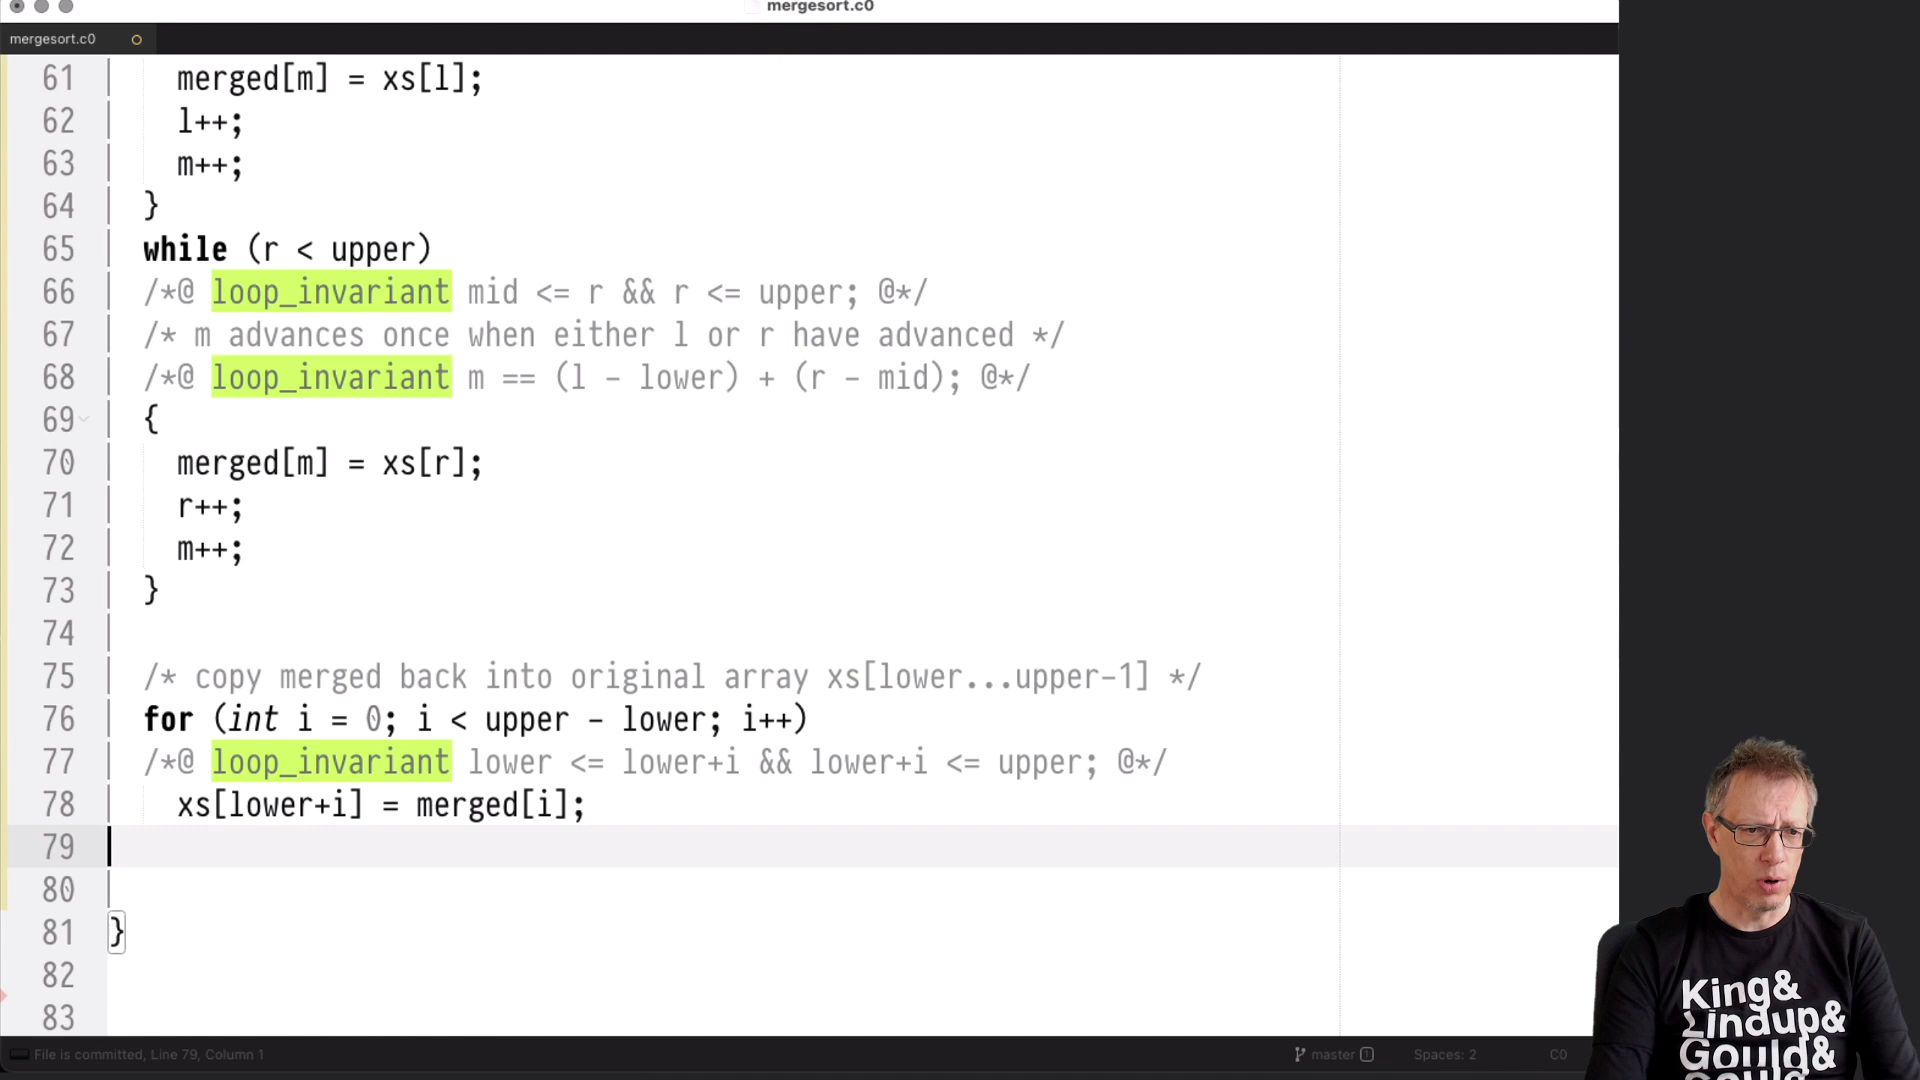 mergesort.c0
mergesort.c0
61 merged[m] = xs[l];
62 l++;
63 m++;
64 }
65 while (r < upper)
66 /*@ loop_invariant mid <= r && r <= upper; @*/
67 /* m advances once when either l or r have advanced */
68 /*@ loop_invariant m == (l - lower) + (r - mid); @*/
69 {
70 merged[m] = xs[r];
71 r++;
72 m++;
73 }
74
75 /* copy merged back into original array xs[lower...upper-1] */
76 for (int i = 0; i < upper - lower; i++)
77 /*@ loop_invariant lower <= lower+i && lower+i <= upper; @*/
78 xs[lower+i] = merged[i];
79
80
81 }
82
83
File is committed, Line 79, Column 1
master 1
Spaces: 2
C0
King&
Lindup&
Gould&